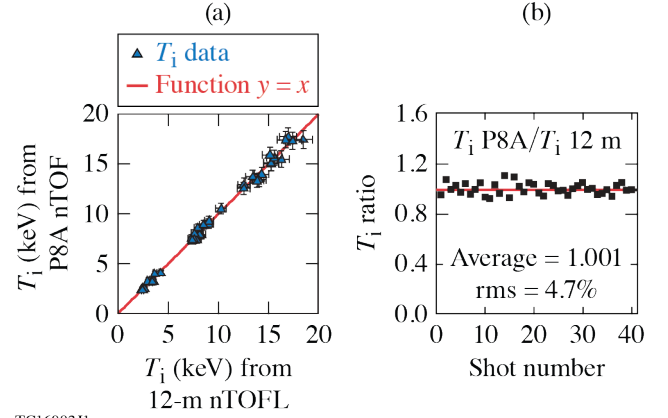 (a)
Ti data
Function y = x
20
15
10
5
0
0 5 10 15 20
Ti (keV) from
P8A nTOF
Ti (keV) from
12-m nTOFL
(b)
1.6
1.2
0.8
0.4
0.0
Ti P8A/Ti 12 m
Average = 1.001
rms = 4.7%
0 10 20 30 40
Ti ratio
Shot number